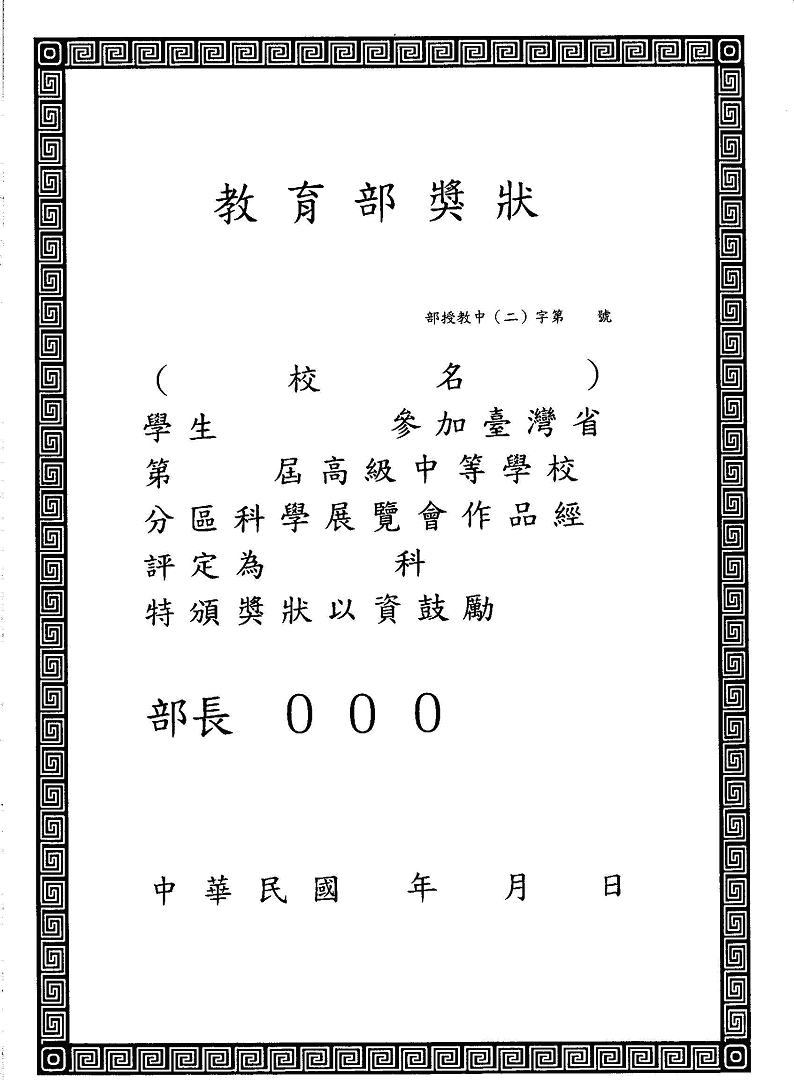 教育部獎狀
部授教中（二）字第　號
（　校　名　）
學生　參加臺灣省
第　屆高級中等學校
分區科學展覽會作品經
評定為　科
特頒獎狀以資鼓勵
部長　０００
中華民國　年　月　日